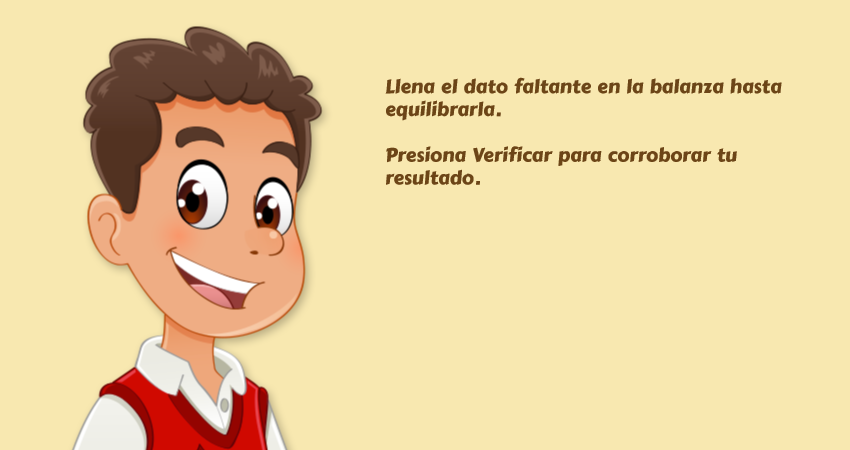 Llena el dato faltante en la balanza hasta
equilibrarla.
Presiona Verificar para corroborar tu
resultado.